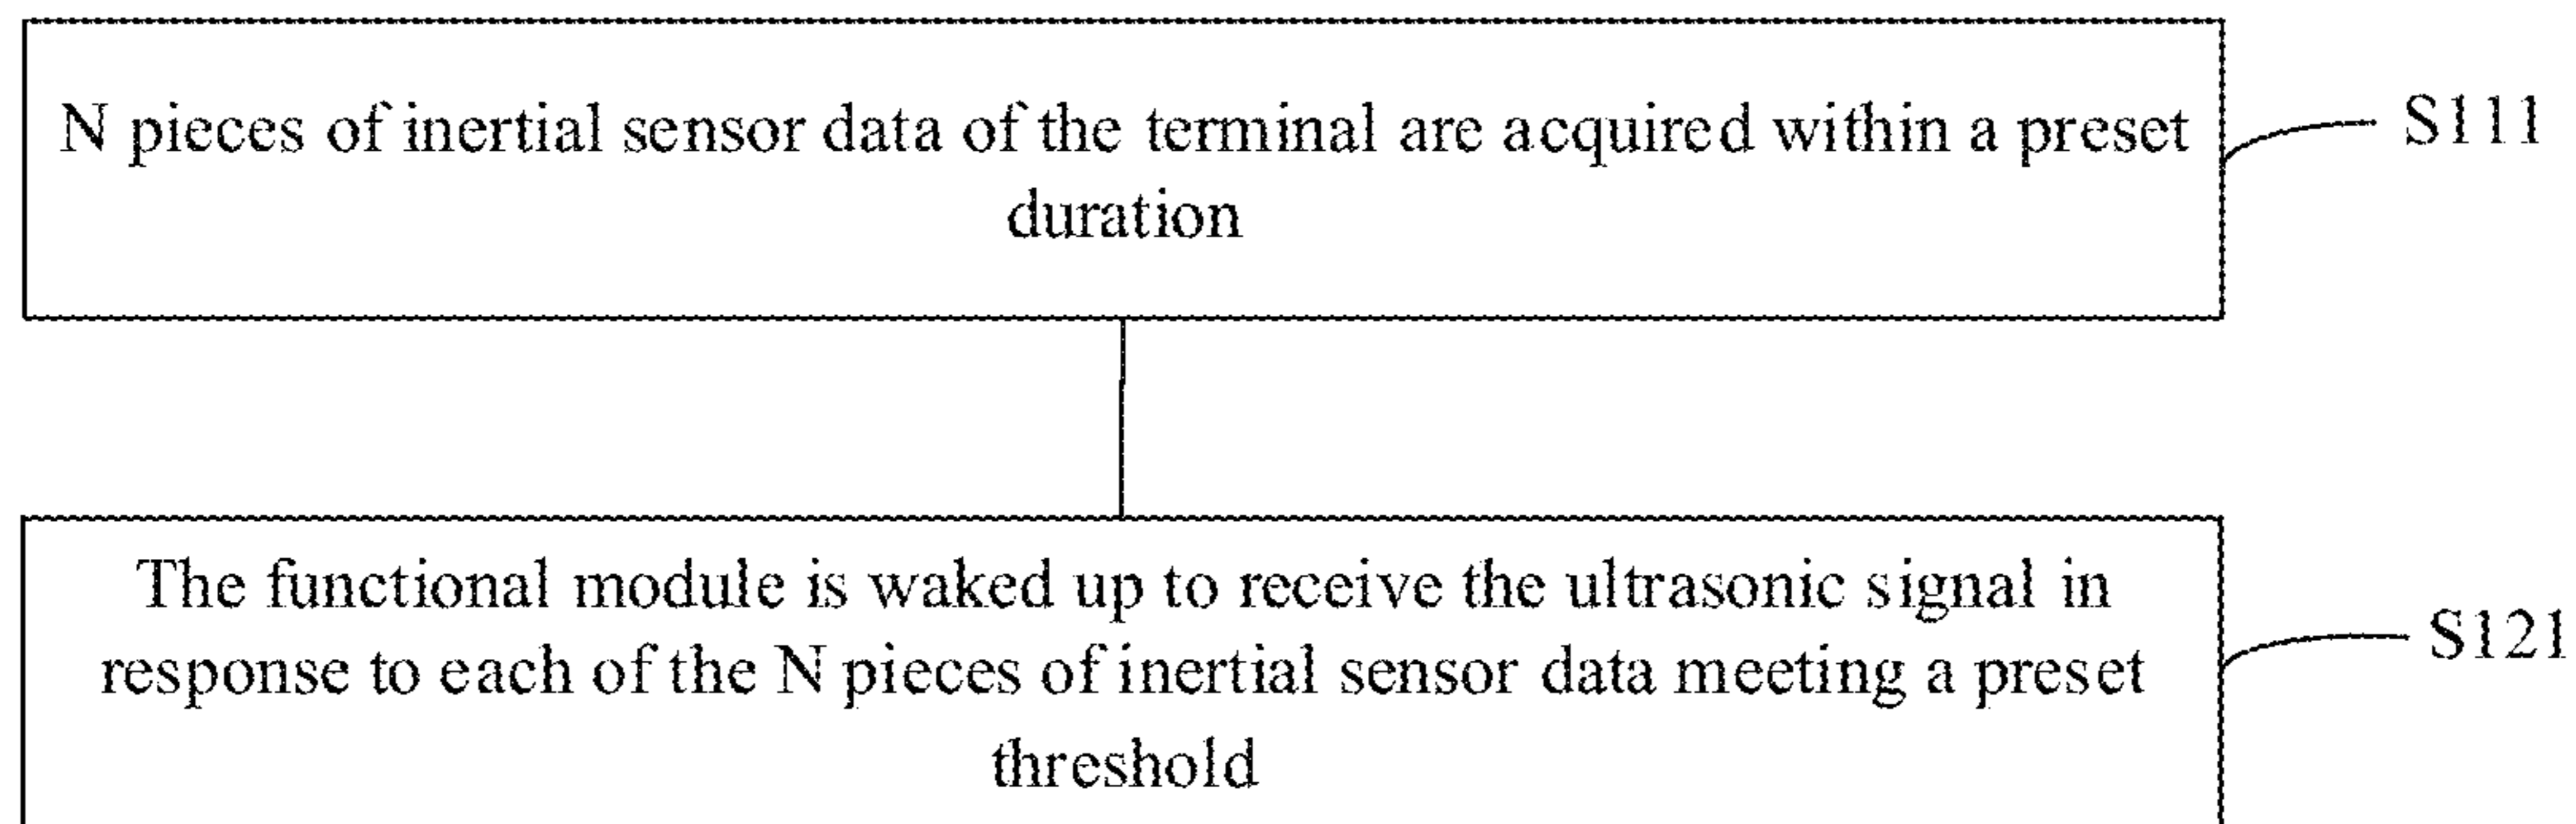 N pieces of inertial sensor data of the terminal are acquired within a preset
duration
S111
The functional module is waked up to receive the ultrasonic signal in
response to each of the N pieces of inertial sensor data meeting a preset
threshold
S121